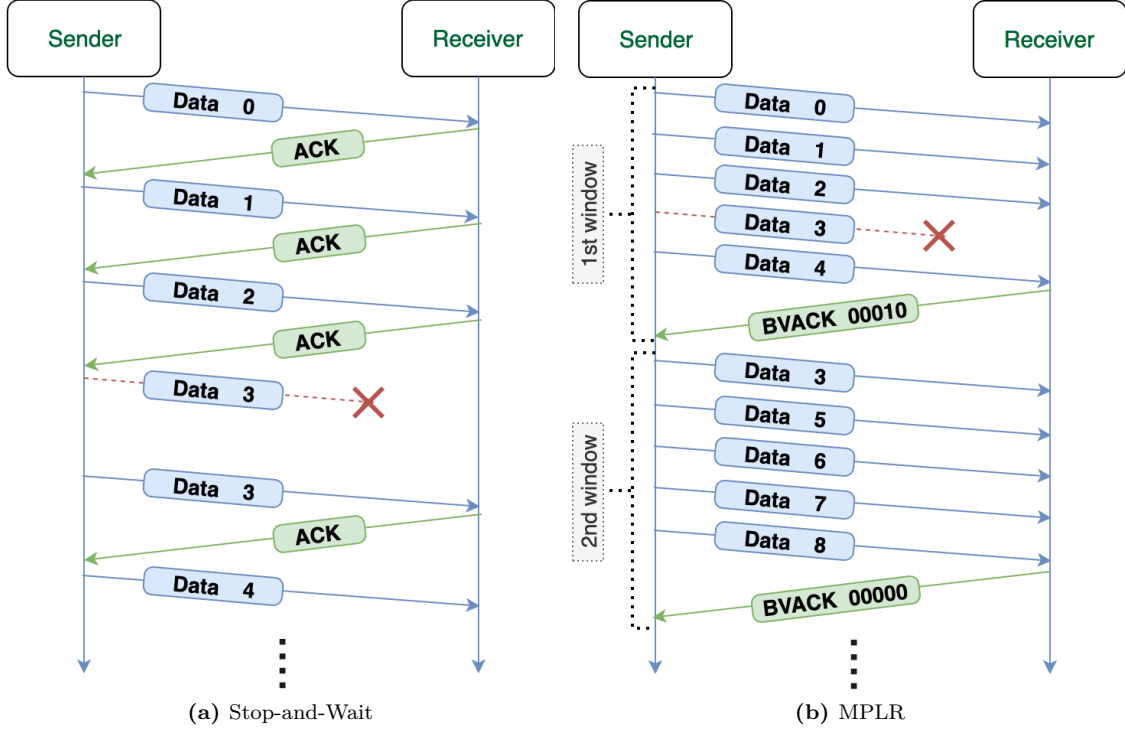 Sender
Receiver
Data 0
ACK
Data 1
ACK
Data 2
ACK
Data 3
Data 3
ACK
Data 4
(a) Stop-and-Wait
Sender
Receiver
1st window
Data 0
Data 1
Data 2
Data 3
Data 4
BVACK 00010
2nd window
Data 3
Data 5
Data 6
Data 7
Data 8
BVACK 00000
(b) MPLR